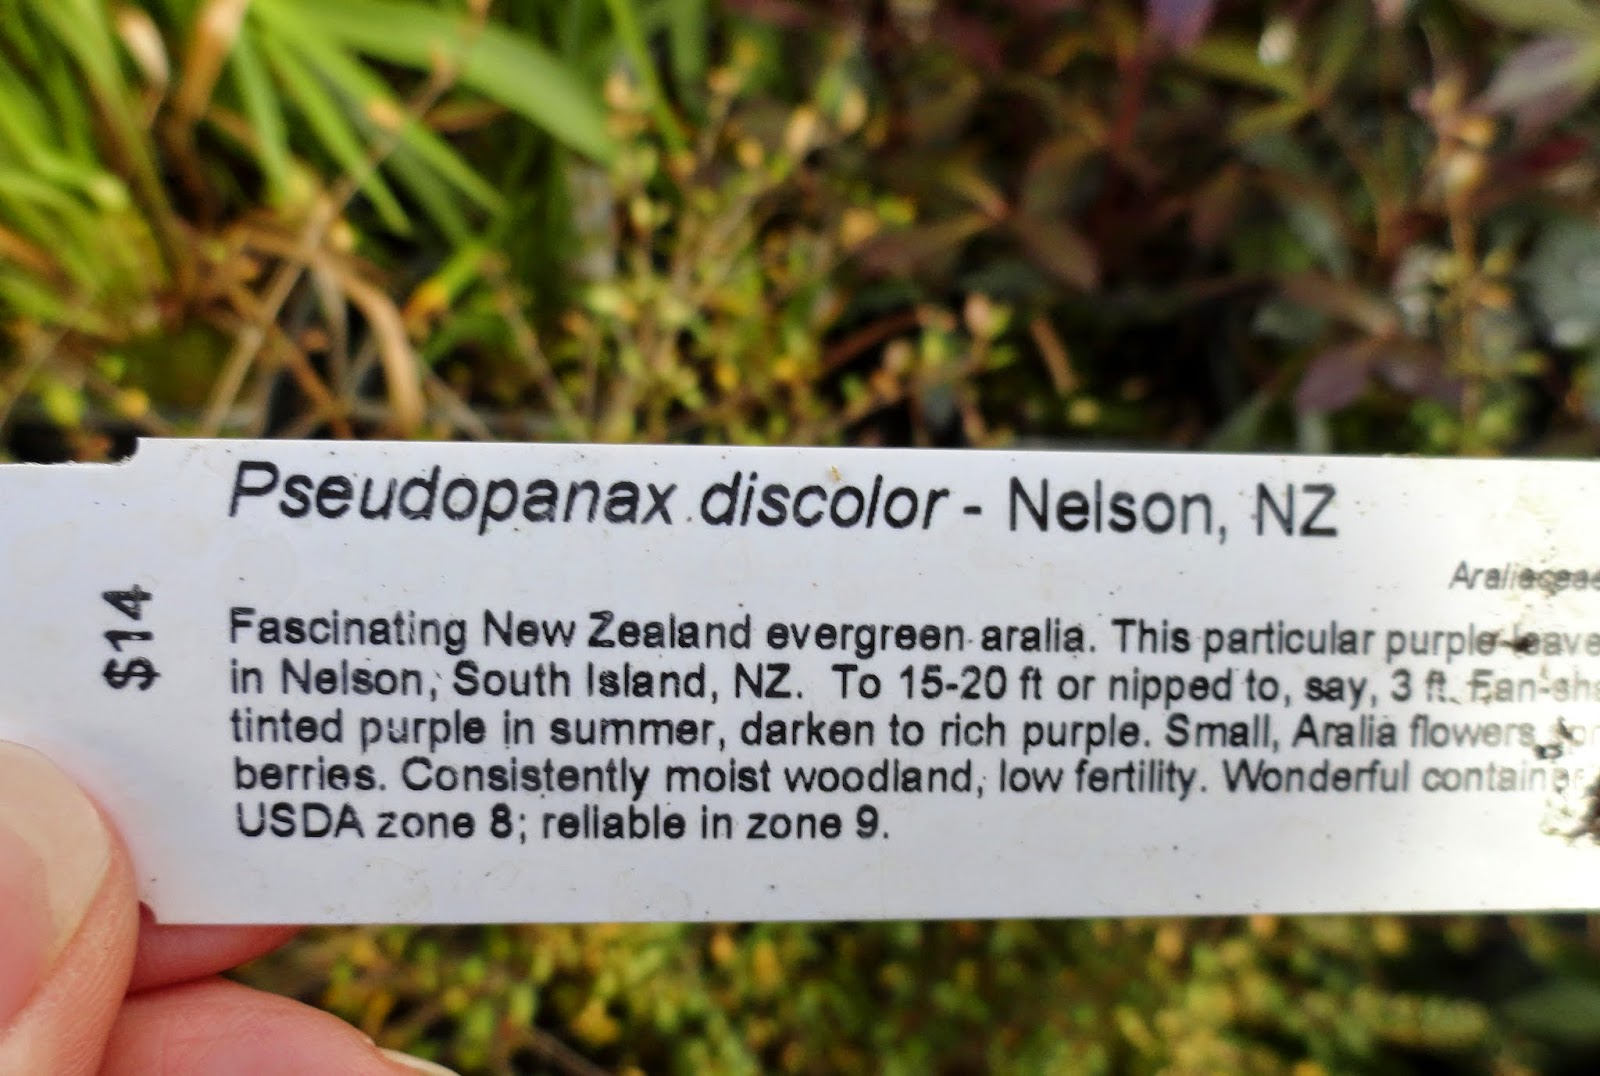 Pseudopanax discolor - Nelson, NZ
Araliaceae
$14
Fascinating New Zealand evergreen aralia. This particular purple leave
in Nelson, South Island, NZ. To 15-20 ft or nipped to, say, 3 ft. Fan-sha
tinted purple in summer, darken to rich purple. Small, Aralia flowers
berries. Consistently moist woodland, low fertility. Wonderful container
USDA zone 8; reliable in zone 9.